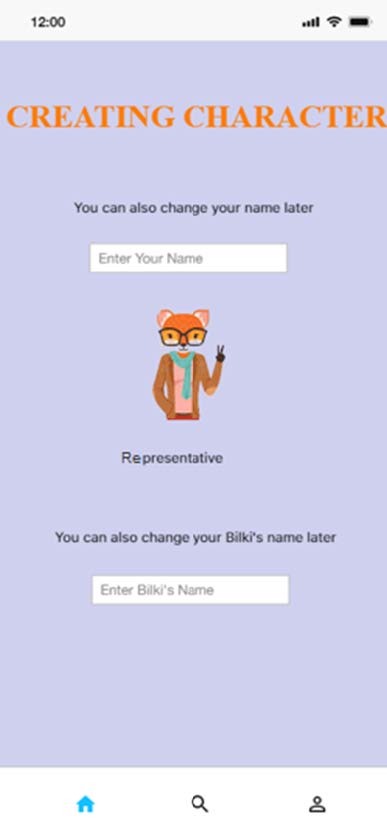 12:00
CREATING CHARACTER
You can also change your name later
Enter Your Name
Representative
You can also change your Bilki's name later
Enter Bilki's Name